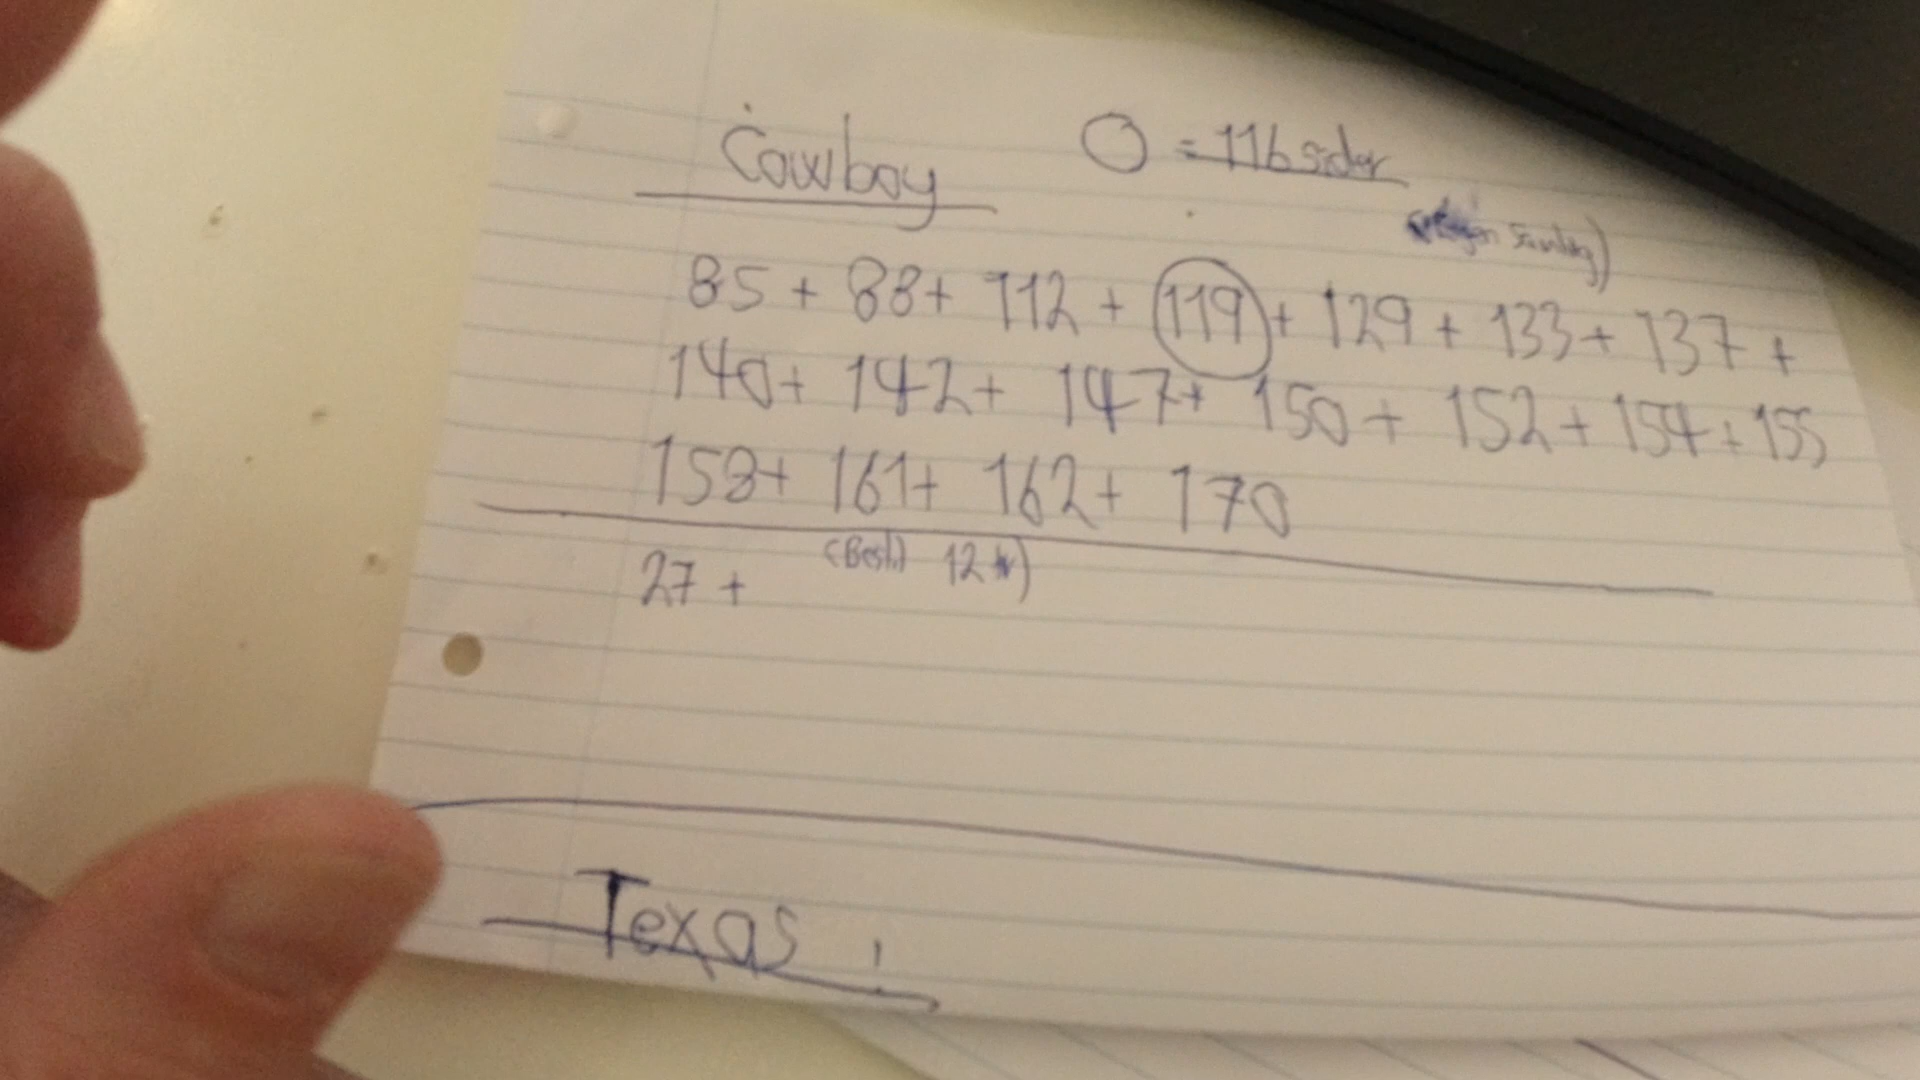 Cowboy O = 116 sider
85 + 88 + 112 + 119 + 129 + 133 + 137 +
140 + 142 + 147 + 150 + 152 + 154 + 155
158 + 161 + 162 + 170
27 + (Best.) 12 kr)
Texas